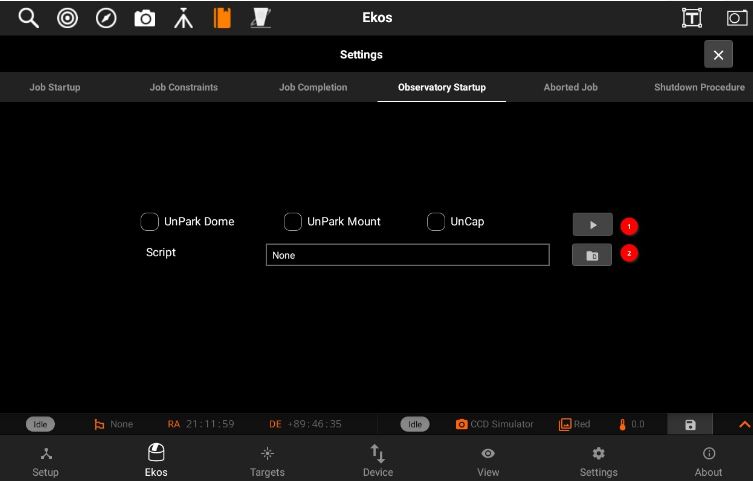 Ekos
T
Settings
Job Startup Job Constraints Job Completion Observatory Startup Aborted Job Shutdown Procedure
UnPark Dome UnPark Mount UnCap 1
Script None 2
Idle None RA 21:11:59 DE +89:46:35 Idle CCD Simulator Red 0.0
Setup Ekos Targets Device View Settings About